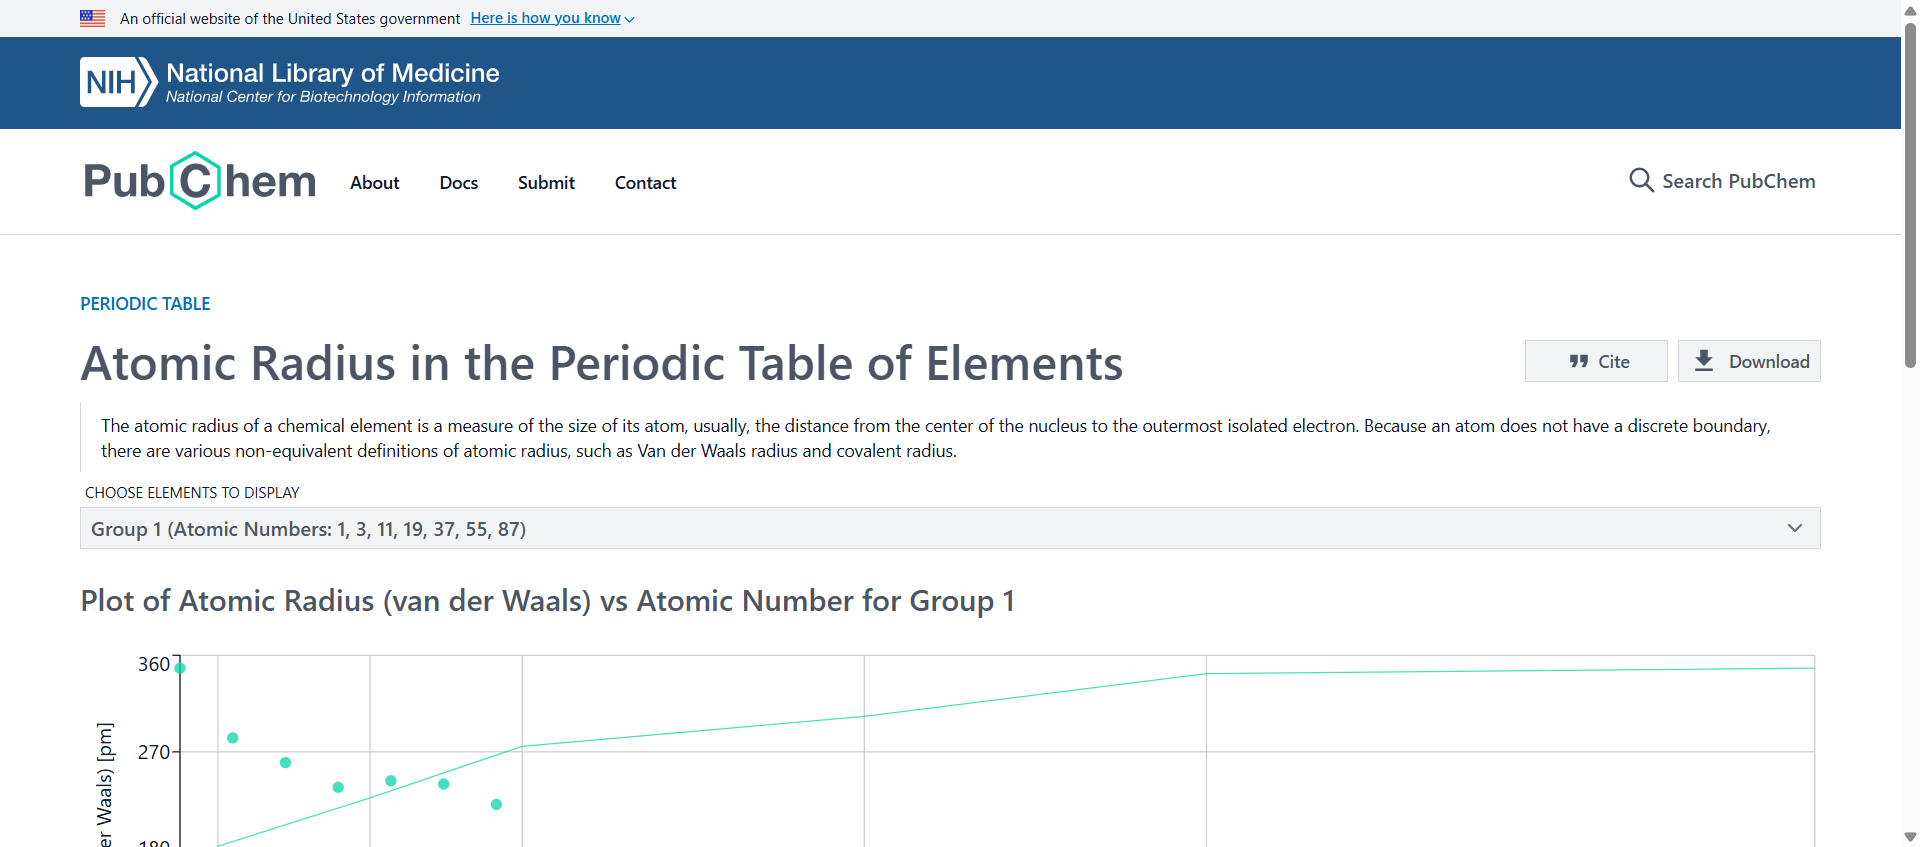 An official website of the United States government Here is how you know
NIH National Library of Medicine
National Center for Biotechnology Information
PubChem About Docs Submit Contact Search PubChem
PERIODIC TABLE
Atomic Radius in the Periodic Table of Elements
Cite
Download
The atomic radius of a chemical element is a measure of the size of its atom, usually, the distance from the center of the nucleus to the outermost isolated electron. Because an atom does not have a discrete boundary,
there are various non-equivalent definitions of atomic radius, such as Van der Waals radius and covalent radius.
CHOOSE ELEMENTS TO DISPLAY
Group 1 (Atomic Numbers: 1, 3, 11, 19, 37, 55, 87)
Plot of Atomic Radius (van der Waals) vs Atomic Number for Group 1
360
270
180
er Waals) [pm]